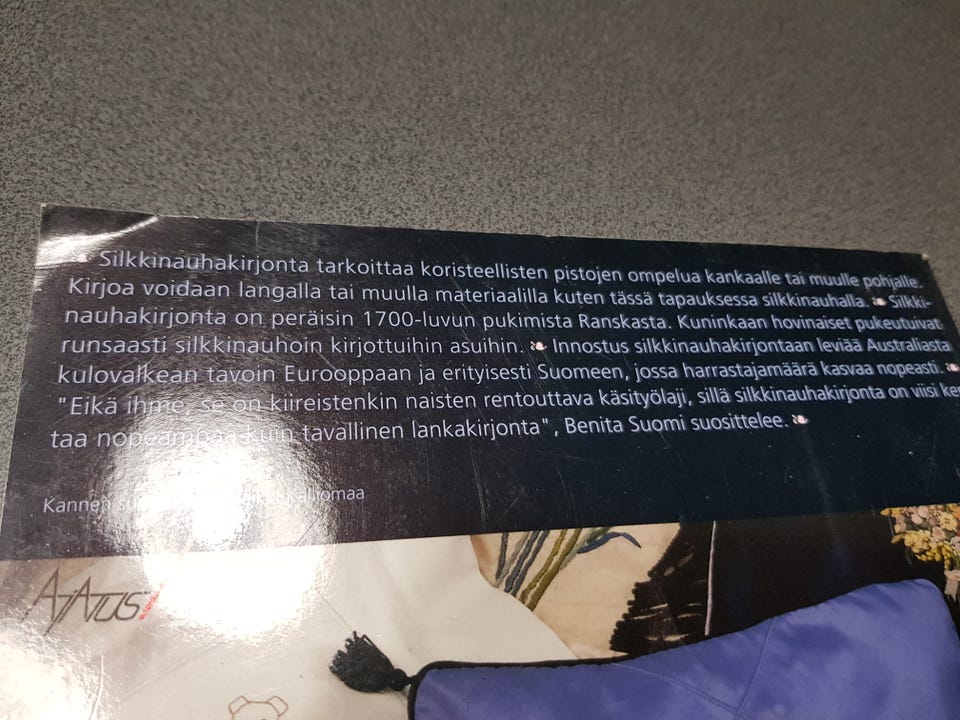 Silkkinauhakirjonta tarkoittaa koristeellisten pistojen ompelua kankaalle tai muulle pohjalle.
Kirjoa voidaan langalla tai muulla materiaalilla kuten tässä tapauksessa silkkinauhalla. Silkki-
nauhakirjonta on peräisin 1700-luvun pukimista Ranskasta. Kuninkaan hovinaiset pukeutuivat
runsaasti silkkinauhoin kirjottuihin asuihin. Innostus silkkinauhakirjontaan leviää Australiasta
kulovalkean tavoin Eurooppaan ja erityisesti Suomeen, jossa harrastajamäärä kasvaa nopeasti.
"Eikä ihme, se on kiireistenkin naisten rentouttava käsityölaji, sillä silkkinauhakirjonta on viisi ker
taa nopeampaa kuin tavallinen lankakirjonta", Benita Suomi suosittelee.
Kannen
AJATUS